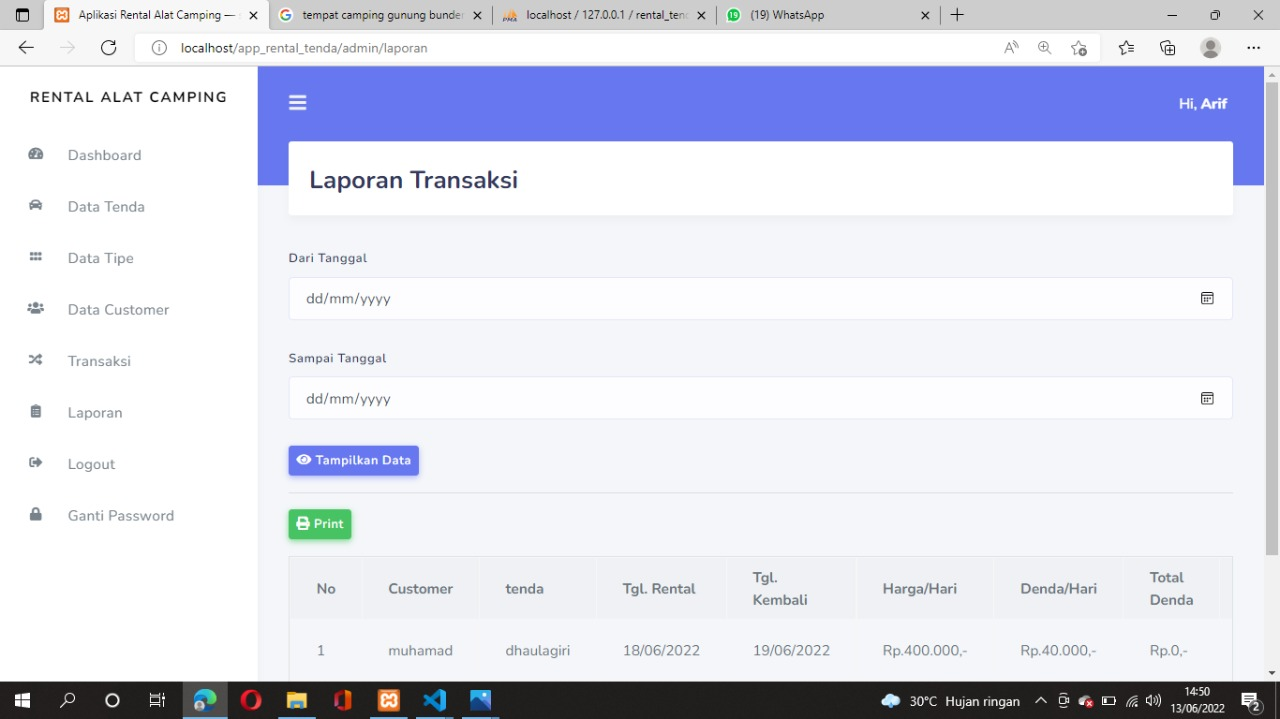 Aplikasi Rental Alat Camping —
tempat camping gunung bunder
localhost / 127.0.0.1 / rental_tend
(19) WhatsApp
localhost/app_rental_tenda/admin/laporan
RENTAL ALAT CAMPING
Dashboard
Data Tenda
Data Tipe
Data Customer
Transaksi
Laporan
Logout
Ganti Password
Hi, Arif
Laporan Transaksi
Dari Tanggal
dd/mm/yyyy
Sampai Tanggal
dd/mm/yyyy
Tampilkan Data
Print
No Customer tenda Tgl. Rental Tgl. Kembali Harga/Hari Denda/Hari Total Denda
1 muhamad dhaulagiri 18/06/2022 19/06/2022 Rp.400.000,- Rp.40.000,- Rp.0,-
30°C Hujan ringan
14:50
13/06/2022
2